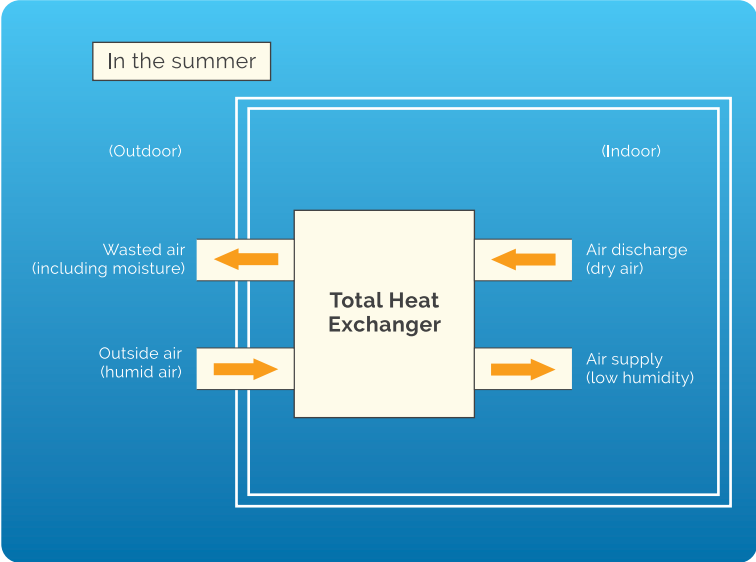 In the summer
(Outdoor)
(Indoor)
Wasted air
(including moisture)
Air discharge
(dry air)
Total Heat
Exchanger
Outside air
(humid air)
Air supply
(low humidity)